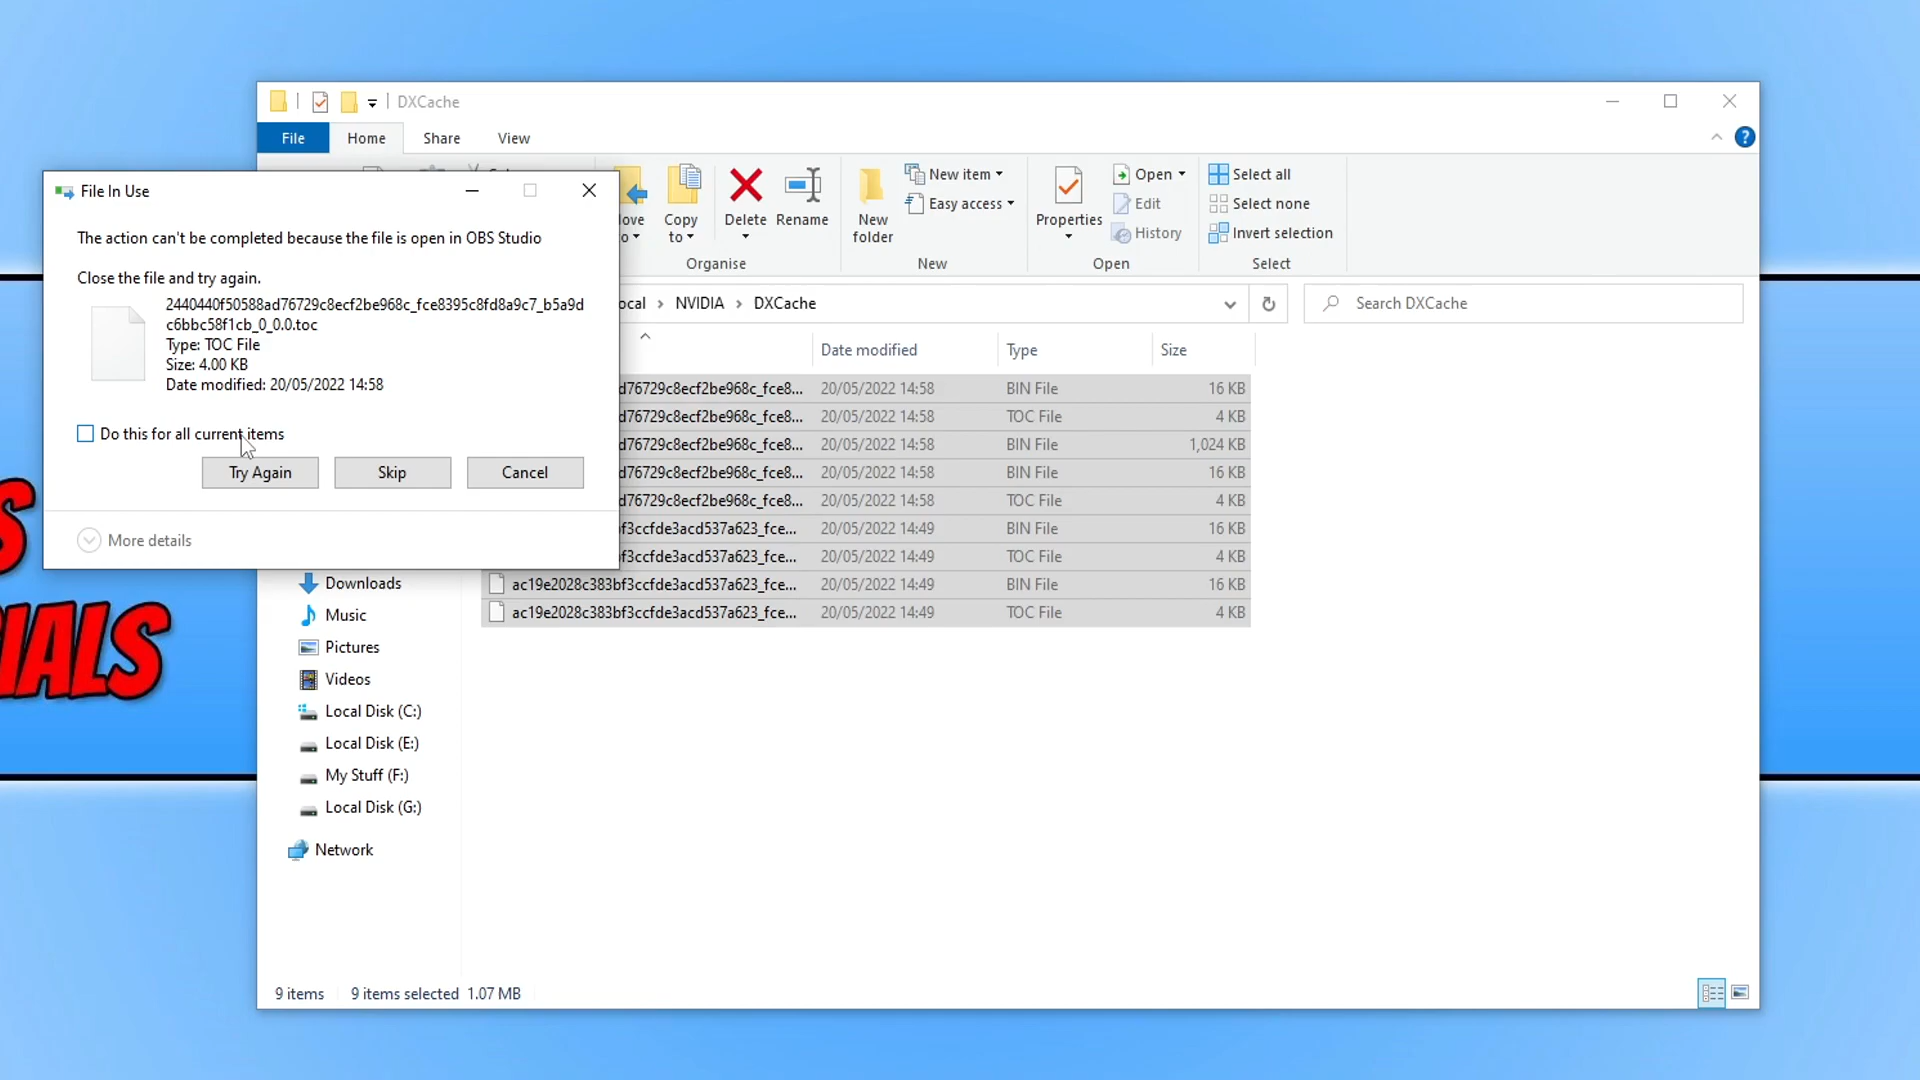 DXCache
File Home Share View
File In Use
The action can't be completed because the file is open in OBS Studio
Close the file and try again.
2440440f50588ad76729c8ecf2be968c_fce8395c8fd8a9c7_b5a9d
c6bbc58f1cb_0_0.0.toc
Type: TOC File
Size: 4.00 KB
Date modified: 20/05/2022 14:58
Do this for all current items
Try Again Skip Cancel
More details
ove
to
Copy
to
Delete
Rename
Organise
New
folder
New item
Easy access
New
Properties
Open
Edit
History
Open
Select all
Select none
Invert selection
Select
ocal > NVIDIA > DXCache
Search DXCache
Date modified Type Size
d76729c8ecf2be968c_fce8... 20/05/2022 14:58 BIN File 16 KB
d76729c8ecf2be968c_fce8... 20/05/2022 14:58 TOC File 4 KB
d76729c8ecf2be968c_fce8... 20/05/2022 14:58 BIN File 1,024 KB
d76729c8ecf2be968c_fce8... 20/05/2022 14:58 BIN File 16 KB
d76729c8ecf2be968c_fce8... 20/05/2022 14:58 TOC File 4 KB
bf3ccfde3acd537a623_fce... 20/05/2022 14:49 BIN File 16 KB
bf3ccfde3acd537a623_fce... 20/05/2022 14:49 TOC File 4 KB
ac19e2028c383bf3ccfde3acd537a623_fce... 20/05/2022 14:49 BIN File 16 KB
ac19e2028c383bf3ccfde3acd537a623_fce... 20/05/2022 14:49 TOC File 4 KB
Downloads
Music
Pictures
Videos
Local Disk (C:)
Local Disk (E:)
My Stuff (F:)
Local Disk (G:)
Network
9 items 9 items selected 1.07 MB
S
IALS